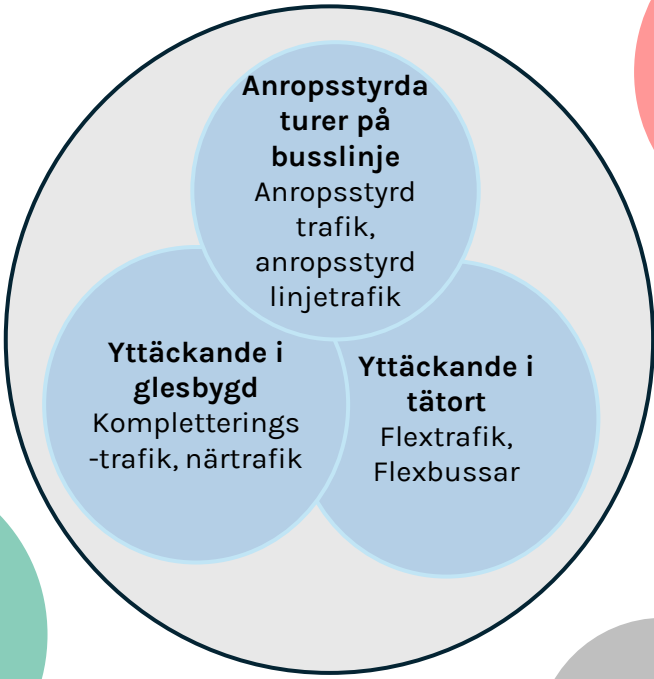 Anropsstyrda
turer på
busslinje
Anropsstyrd
trafik,
anropsstyrd
linjetrafik
Yttäckande i
glesbygd
Kompletterings
-trafik, närtrafik
Yttäckande i
tätort
Flextrafik,
Flexbussar